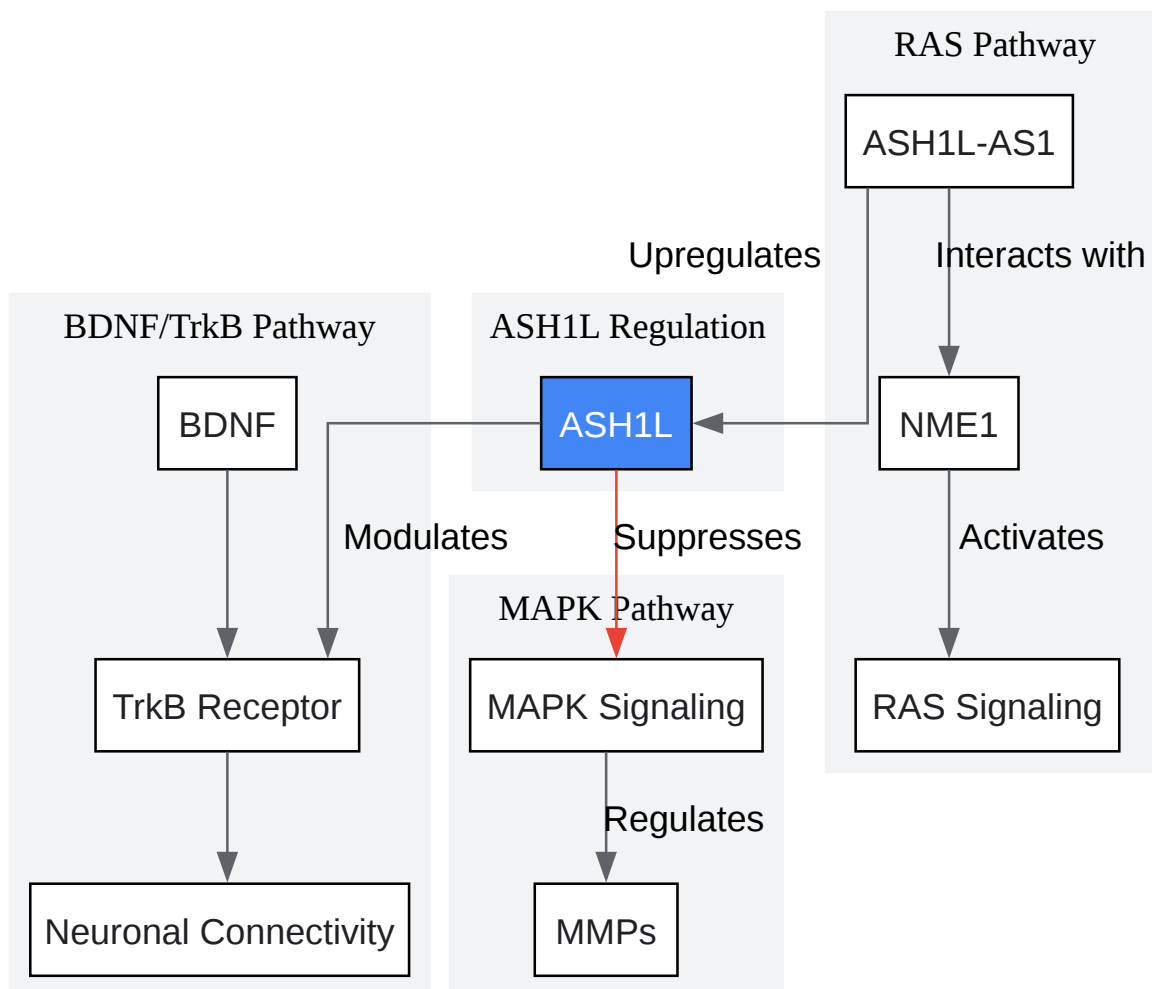 RAS Pathway
ASH1L-AS1
Upregulates
Interacts with
BDNF/TrkB Pathway
ASH1L Regulation
BDNF
ASH1L
NME1
Modulates
Suppresses
Activates
MAPK Pathway
TrkB Receptor
MAPK Signaling
RAS Signaling
Regulates
Neuronal Connectivity
MMPs